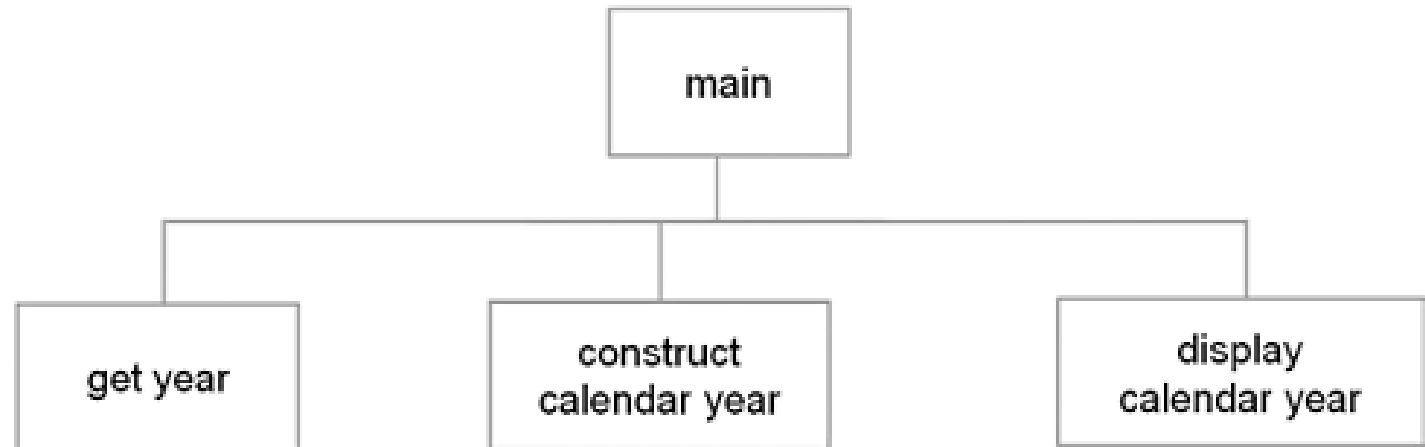 main
get year
construct
calendar year
display
calendar year